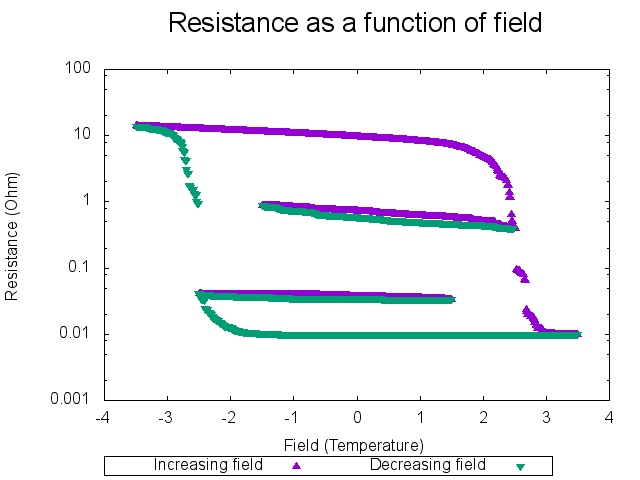 Resistance as a function of field
100
10
1
0.1
0.01
0.001
Resistance (Ohm)
-4 -3 -2 -1 0 1 2 3 4
Field (Temperature)
Increasing field Decreasing field